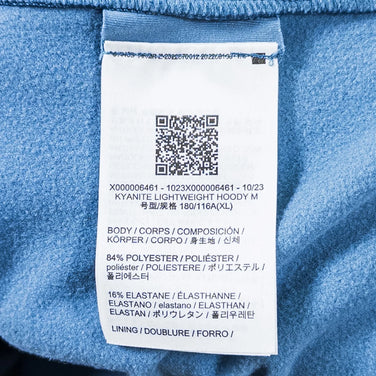 X000006461 - 1023X000006461 - 10/23
KYANITE LIGHTWEIGHT HOODY M
号型/规格 180/116A(XL)
BODY / CORPS / COMPOSICIÓN /
KÖRPER / CORPO / 身生地 / 신체
84% POLYESTER / POLIÉSTER /
poliéster / POLIESTERE / ポリエステル /
폴리에스터
16% ELASTANE / ÉLASTHANNE /
ELASTANO / elastano / ELASTAN /
ポリウレタン / 폴리우레탄
LINING / DOUBLURE / FORRO /